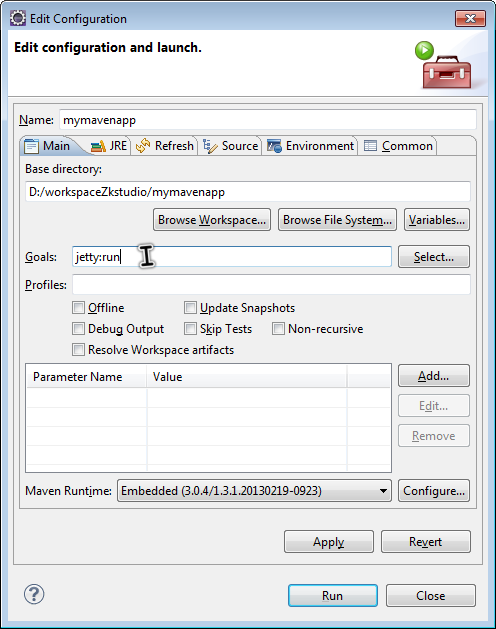 Edit Configuration
Edit configuration and launch.
Name: mymavenapp
Main JRE Refresh Source Environment Common
Base directory:
D:/workspaceZkstudio/mymavenapp
Browse Workspace... Browse File System... Variables...
Goals: jetty:run Select...
Profiles:
Offline Update Snapshots
Debug Output Skip Tests Non-recursive
Resolve Workspace artifacts
Parameter Name Value Add...
Edit...
Remove
Maven Runtime: Embedded (3.0.4/1.3.1.20130219-0923) Configure...
Apply Revert
? Run Close